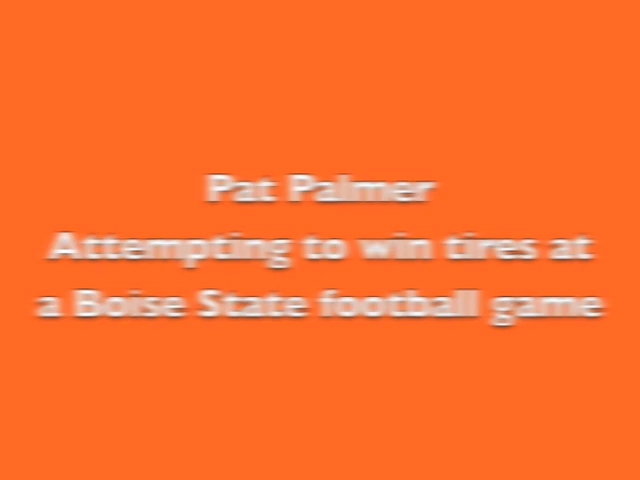 Pat Palmer
Attempting to win tires at
a Boise State football game